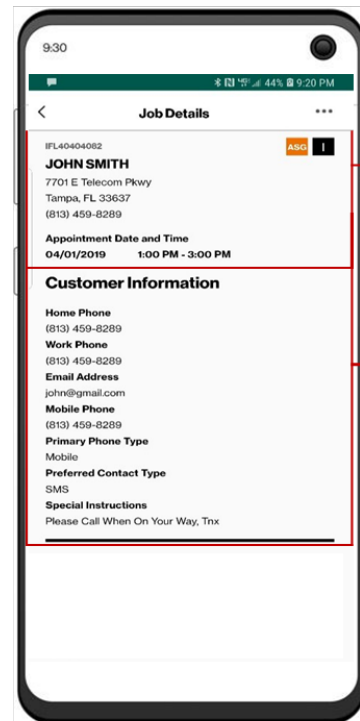 9:30
44% 9:20 PM
Job Details
IFL40404082
ASG I
JOHN SMITH
7701 E Telecom Pkwy
Tampa, FL 33637
(813) 459-8289
Appointment Date and Time
04/01/2019 1:00 PM - 3:00 PM
Customer Information
Home Phone
(813) 459-8289
Work Phone
(813) 459-8289
Email Address
john@gmail.com
Mobile Phone
(813) 459-8289
Primary Phone Type
Mobile
Preferred Contact Type
SMS
Special Instructions
Please Call When On Your Way, Tnx